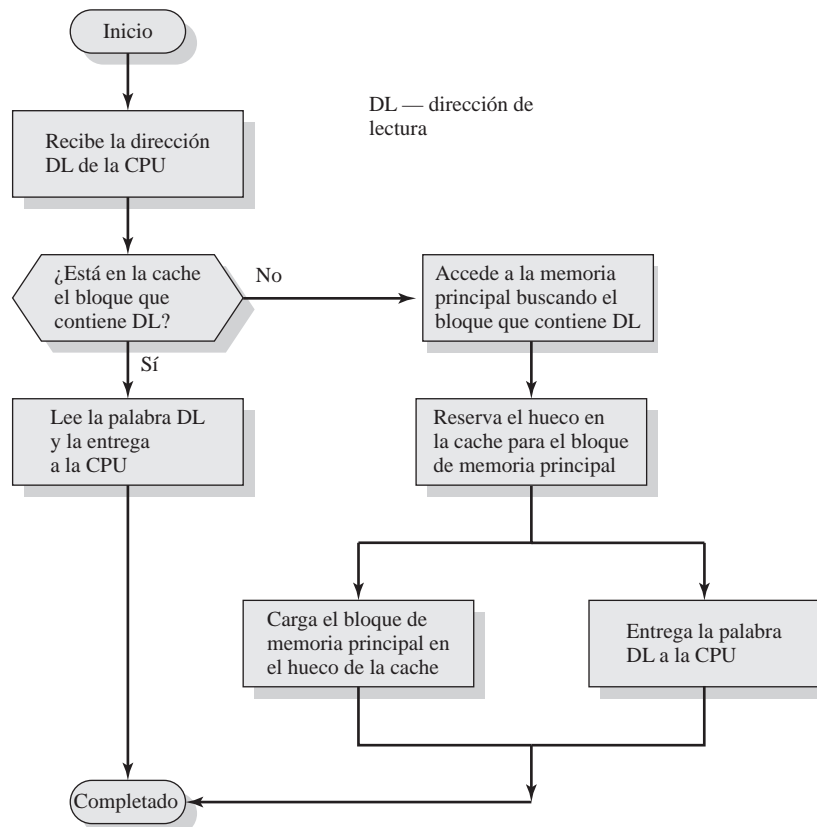 Inicio
DL — dirección de
lectura
Recibe la dirección
DL de la CPU
¿Está en la cache
el bloque que
contiene DL?
No
Sí
Accede a la memoria
principal buscando el
bloque que contiene DL
Lee la palabra DL
y la entrega
a la CPU
Reserva el hueco en
la cache para el bloque
de memoria principal
Carga el bloque de
memoria principal en
el hueco de la cache
Entrega la palabra
DL a la CPU
Completado